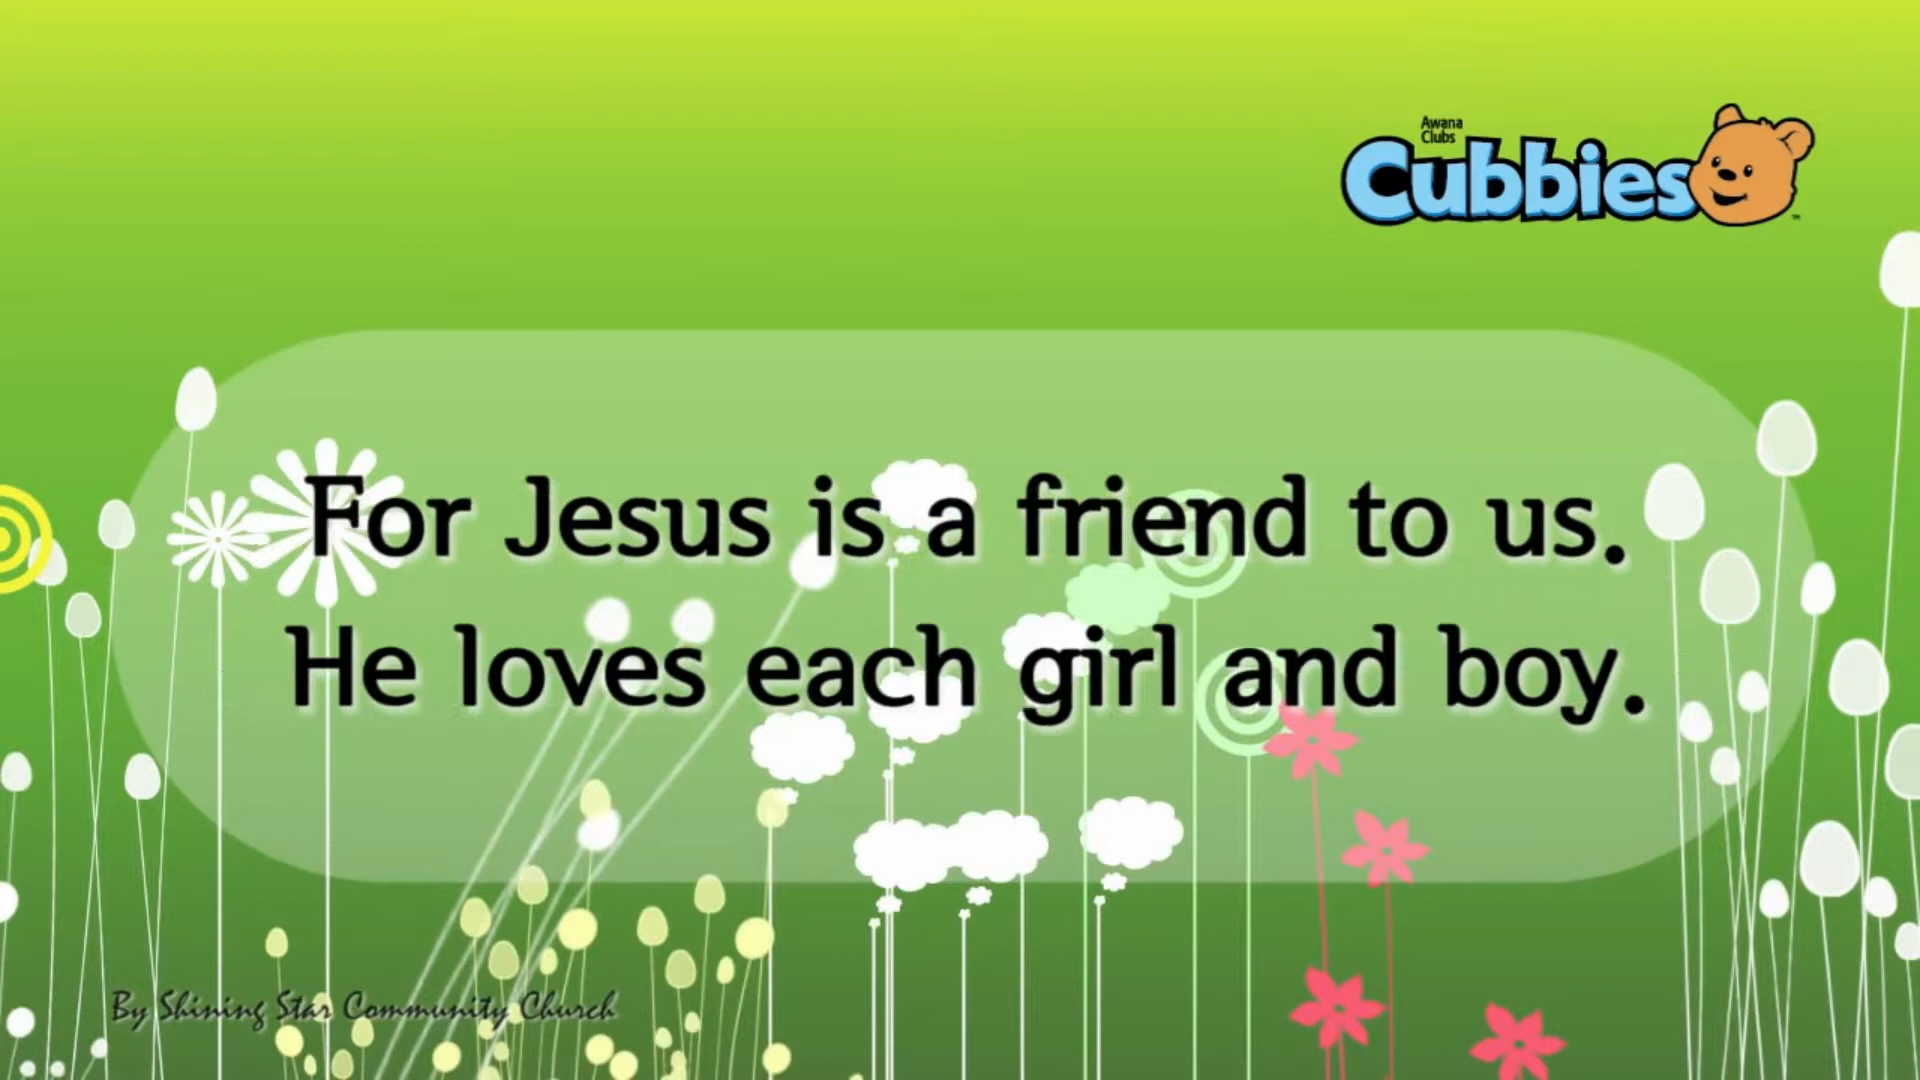 Awana
Clubs
Cubbies
For Jesus is a friend to us.
He loves each girl and boy.
By Shining Star Community Church